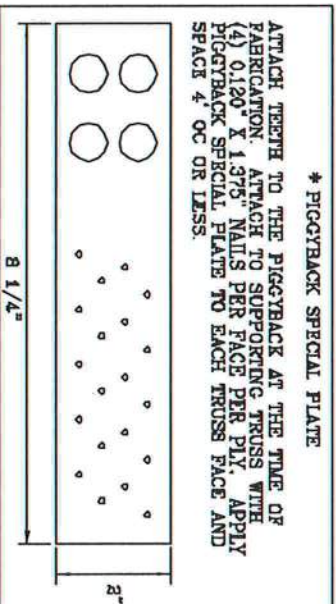 * PIGGYBACK SPECIAL PLATE
ATTACH TEETH TO THE PIGGYBACK AT THE TIME OF
FABRICATION. ATTACH TO SUPPORTING TRUSS WITH
(4) 0.120" X 1.375" NAILS PER FACE PER PLY. APPLY
PIGGYBACK SPECIAL PLATE TO EACH TRUSS FACE AND
SPACE 4' OC OR LESS.
8 1/4"
2"